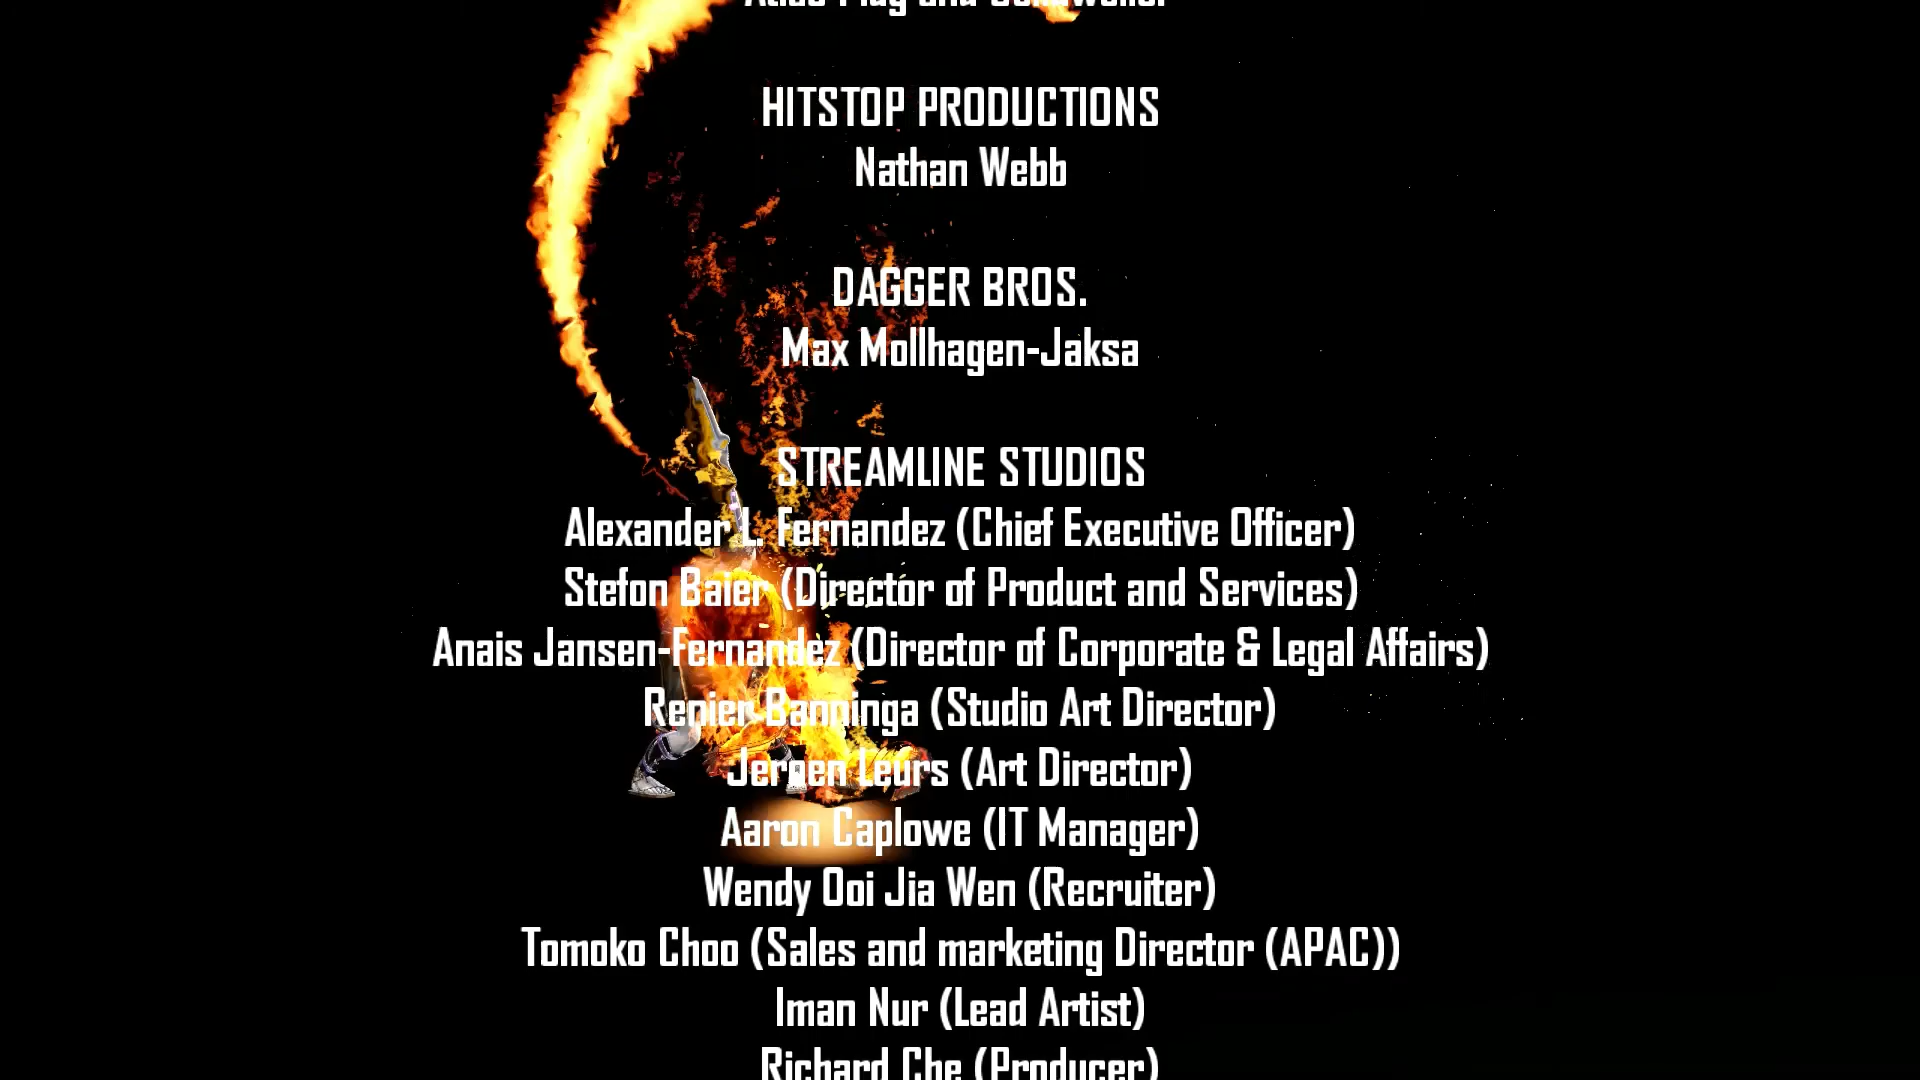 HITSTOP PRODUCTIONS
Nathan Webb
DAGGER BROS.
Max Mollhagen-Jaksa
STREAMLINE STUDIOS
Alexander L. Fernandez (Chief Executive Officer)
Stefon Baier (Director of Product and Services)
Anais Jansen-Fernandez (Director of Corporate & Legal Affairs)
Renier Banninga (Studio Art Director)
Jeroen Leurs (Art Director)
Aaron Caplowe (IT Manager)
Wendy Ooi Jia Wen (Recruiter)
Tomoko Choo (Sales and marketing Director (APAC))
Iman Nur (Lead Artist)
Richard Che (Producer)